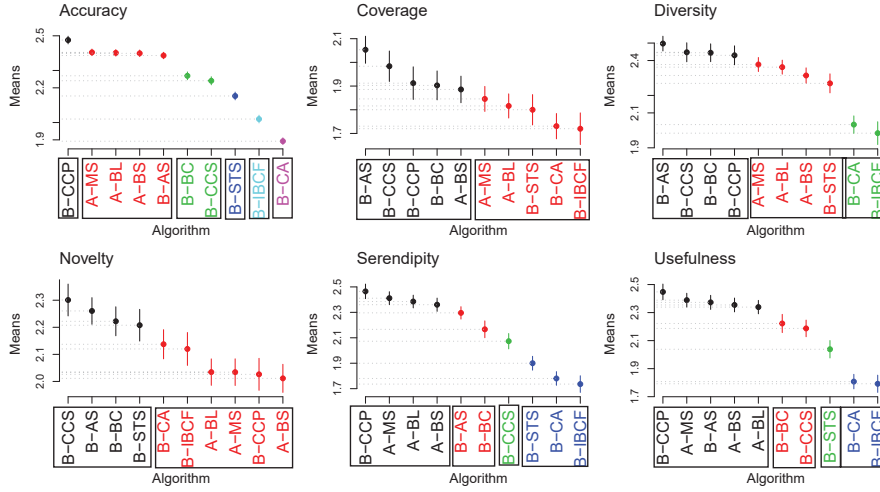 Accuracy
Means
2.5
2.2
1.9
B-CCP
A-MS
A-BL
A-BS
B-AS
B-BC
B-CCS
B-STS
B-IBCF
B-CA
Algorithm
Coverage
Means
2.1
1.9
1.7
B-AS
B-CCS
B-CCP
B-BC
A-BS
A-MS
A-BL
B-STS
B-CA
B-IBCF
Algorithm
Diversity
Means
2.4
2.1
1.9
B-AS
B-CCS
B-BC
B-CCP
A-MS
A-BL
A-BS
B-STS
B-CA
B-IBCF
Algorithm
Novelty
Means
2.3
2.2
2.1
2.0
B-CCS
B-AS
B-BC
B-STS
B-CA
B-IBCF
A-BL
A-MS
B-CCP
A-BS
Algorithm
Serendipity
Means
2.5
2.3
2.1
1.9
1.7
B-CCP
A-MS
A-BL
A-BS
B-AS
B-BC
B-CCS
B-STS
B-CA
B-IBCF
Algorithm
Usefulness
Means
2.5
2.3
2.1
1.9
1.7
B-CCP
A-MS
B-AS
A-BS
A-BL
B-BC
B-CCS
B-STS
B-CA
B-IBCF
Algorithm